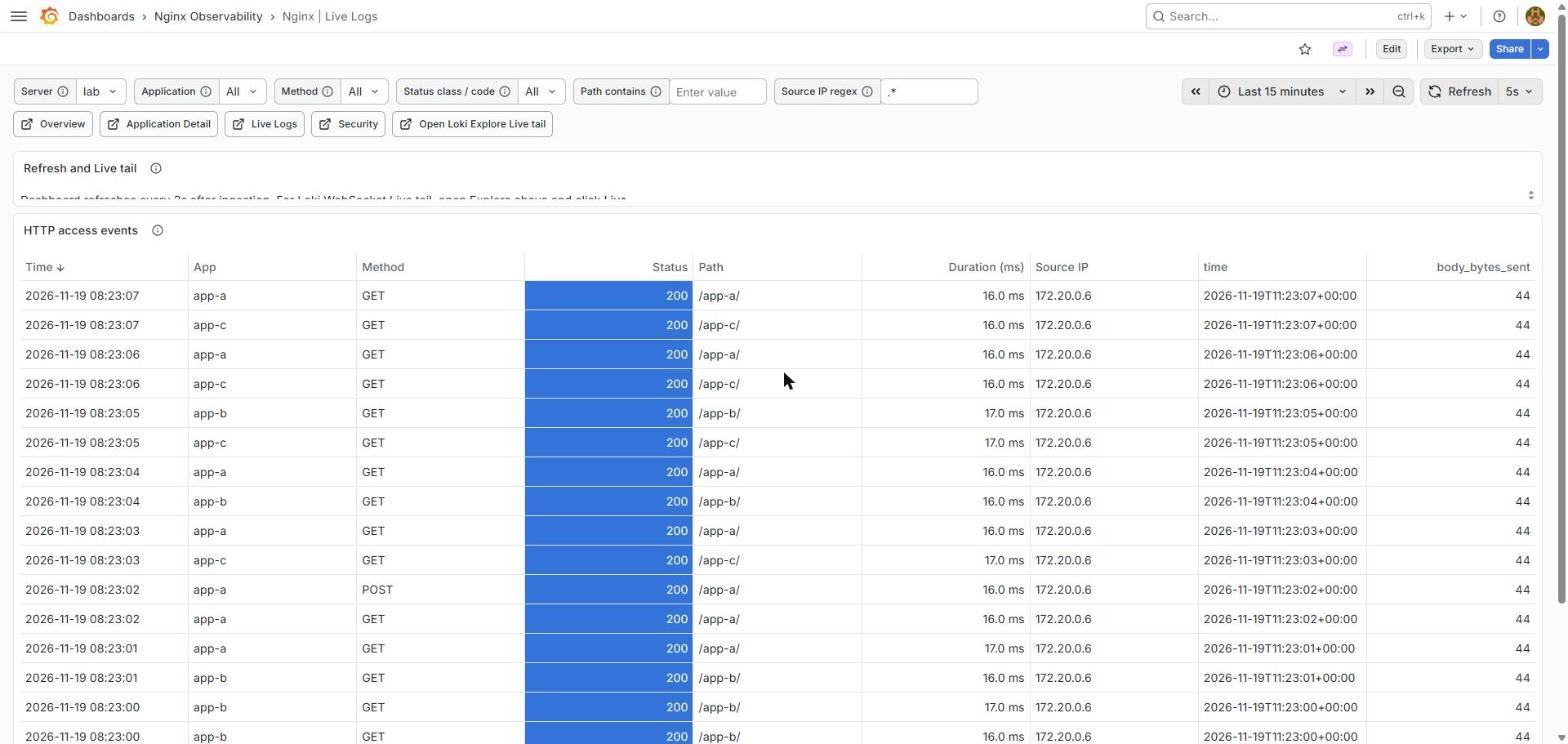 Dashboards › Nginx Observability › Nginx | Live Logs Search... ctrl+k
Edit Export Share
Server lab Application All Method All Status class / code All Path contains Enter value Source IP regex .* Last 15 minutes Refresh 5s
Overview Application Detail Live Logs Security Open Loki Explore Live tail
Refresh and Live tail
Dashboard refreshes every 2s after ingestion. For Loki WebSocket Live tail, open Explore above and click Live.
HTTP access events
Time App Method Status Path Duration (ms) Source IP time body_bytes_sent
2026-11-19 08:23:07 app-a GET 200 /app-a/ 16.0 ms 172.20.0.6 2026-11-19T11:23:07+00:00 44
2026-11-19 08:23:07 app-c GET 200 /app-c/ 16.0 ms 172.20.0.6 2026-11-19T11:23:07+00:00 44
2026-11-19 08:23:06 app-a GET 200 /app-a/ 16.0 ms 172.20.0.6 2026-11-19T11:23:06+00:00 44
2026-11-19 08:23:06 app-c GET 200 /app-c/ 16.0 ms 172.20.0.6 2026-11-19T11:23:06+00:00 44
2026-11-19 08:23:05 app-b GET 200 /app-b/ 17.0 ms 172.20.0.6 2026-11-19T11:23:05+00:00 44
2026-11-19 08:23:05 app-c GET 200 /app-c/ 17.0 ms 172.20.0.6 2026-11-19T11:23:05+00:00 44
2026-11-19 08:23:04 app-a GET 200 /app-a/ 16.0 ms 172.20.0.6 2026-11-19T11:23:04+00:00 44
2026-11-19 08:23:04 app-b GET 200 /app-b/ 16.0 ms 172.20.0.6 2026-11-19T11:23:04+00:00 44
2026-11-19 08:23:03 app-a GET 200 /app-a/ 16.0 ms 172.20.0.6 2026-11-19T11:23:03+00:00 44
2026-11-19 08:23:03 app-c GET 200 /app-c/ 17.0 ms 172.20.0.6 2026-11-19T11:23:03+00:00 44
2026-11-19 08:23:02 app-a POST 200 /app-a/ 16.0 ms 172.20.0.6 2026-11-19T11:23:02+00:00 44
2026-11-19 08:23:02 app-a GET 200 /app-a/ 16.0 ms 172.20.0.6 2026-11-19T11:23:02+00:00 44
2026-11-19 08:23:01 app-a GET 200 /app-a/ 17.0 ms 172.20.0.6 2026-11-19T11:23:01+00:00 44
2026-11-19 08:23:01 app-b GET 200 /app-b/ 16.0 ms 172.20.0.6 2026-11-19T11:23:01+00:00 44
2026-11-19 08:23:00 app-b GET 200 /app-b/ 17.0 ms 172.20.0.6 2026-11-19T11:23:00+00:00 44
2026-11-19 08:23:00 app-b GET 200 /app-b/ 16.0 ms 172.20.0.6 2026-11-19T11:23:00+00:00 44